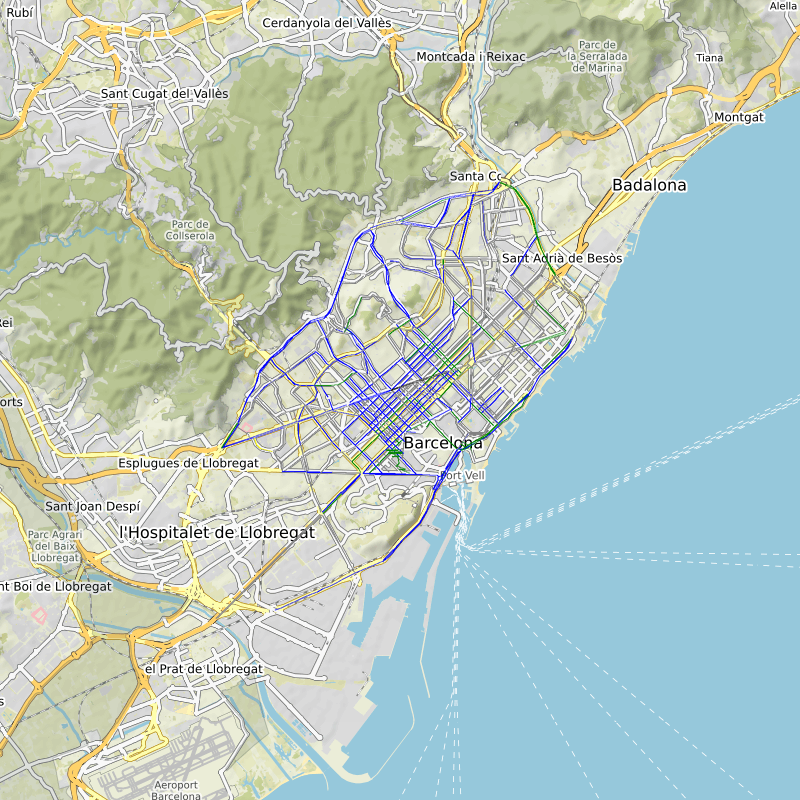 Rubí
Cerdanyola del Vallès
Alella
Montcada i Reixac
Parc de
la Serralada
de Marina
Tiana
Sant Cugat del Vallès
Montgat
Santa Co
Badalona
Parc de
Collserola
Sant Adrià de Besòs
Rei
orts
Barcelona
Esplugues de Llobregat
Port Vell
Sant Joan Despí
l'Hospitalet de Llobregat
Parc Agrari
del Baix
Llobregat
nt Boi de Llobregat
el Prat de Llobregat
s
Aeroport
Barcelona